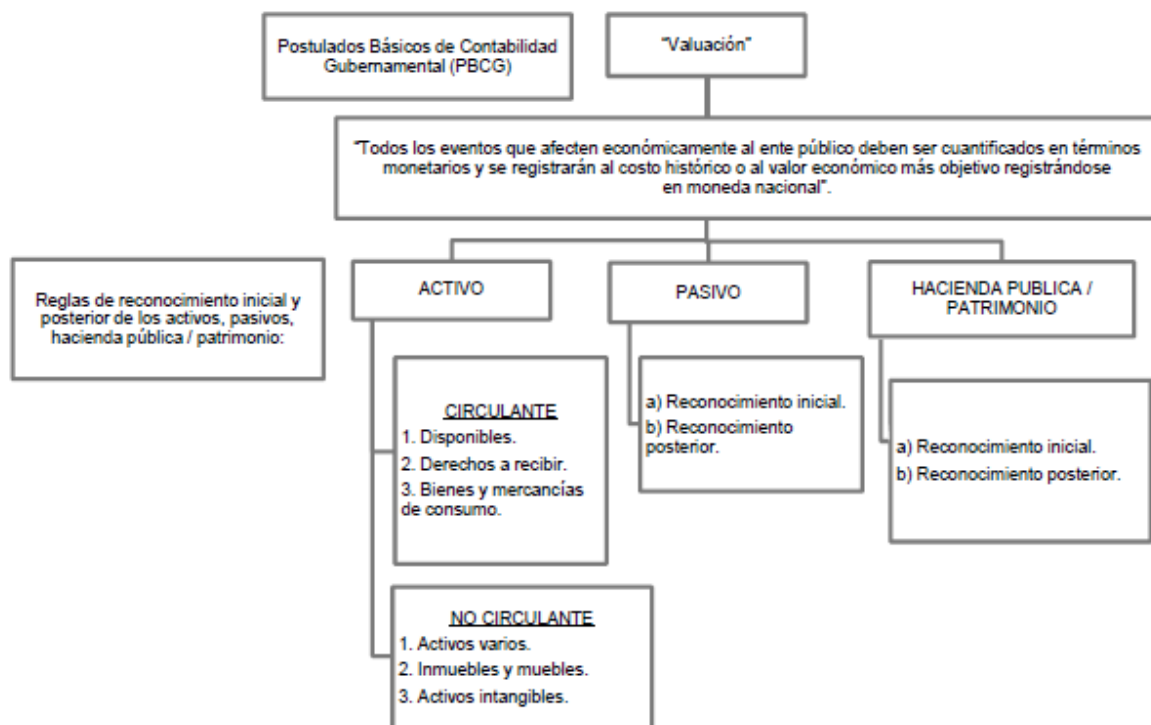 Postulados Básicos de Contabilidad
Gubernamental (PBCG)
"Valuación"
"Todos los eventos que afecten económicamente al ente público deben ser cuantificados en términos
monetarios y se registrarán al costo histórico o al valor económico más objetivo registrándose
en moneda nacional".
Reglas de reconocimiento inicial y
posterior de los activos, pasivos,
hacienda pública / patrimonio:
ACTIVO
PASIVO
HACIENDA PUBLICA /
PATRIMONIO
CIRCULANTE
1. Disponibles.
2. Derechos a recibir.
3. Bienes y mercancías
de consumo.
a) Reconocimiento inicial.
b) Reconocimiento
posterior.
a) Reconocimiento inicial.
b) Reconocimiento posterior.
NO CIRCULANTE
1. Activos varios.
2. Inmuebles y muebles.
3. Activos intangibles.